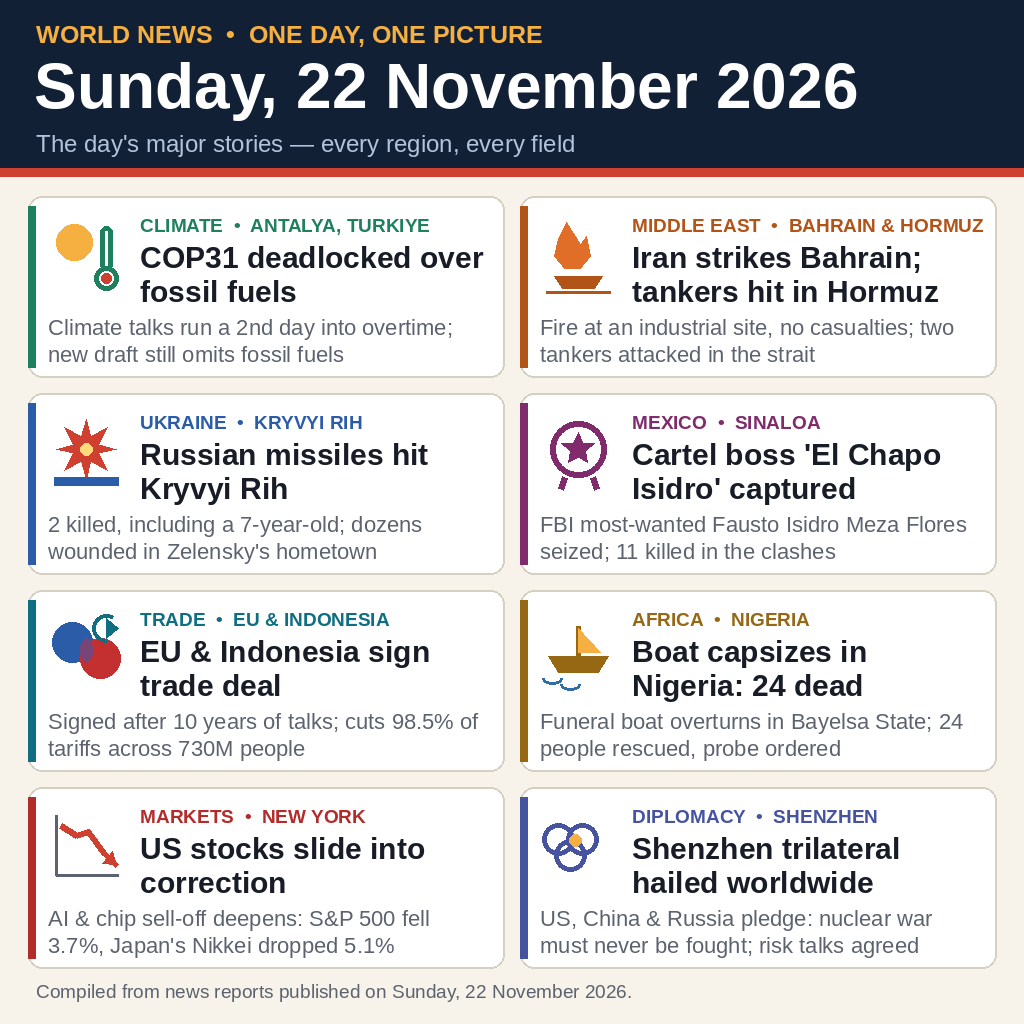 WORLD NEWS • ONE DAY, ONE PICTURE
Sunday, 22 November 2026
The day's major stories — every region, every field
CLIMATE • ANTALYA, TURKIYE
COP31 deadlocked over
fossil fuels
Climate talks run a 2nd day into overtime;
new draft still omits fossil fuels
MIDDLE EAST • BAHRAIN & HORMUZ
Iran strikes Bahrain;
tankers hit in Hormuz
Fire at an industrial site, no casualties; two
tankers attacked in the strait
UKRAINE • KRYVYI RIH
Russian missiles hit
Kryvyi Rih
2 killed, including a 7-year-old; dozens
wounded in Zelensky's hometown
MEXICO • SINALOA
Cartel boss 'El Chapo
Isidro' captured
FBI most-wanted Fausto Isidro Meza Flores
seized; 11 killed in the clashes
TRADE • EU & INDONESIA
EU & Indonesia sign
trade deal
Signed after 10 years of talks; cuts 98.5% of
tariffs across 730M people
AFRICA • NIGERIA
Boat capsizes in
Nigeria: 24 dead
Funeral boat overturns in Bayelsa State; 24
people rescued, probe ordered
MARKETS • NEW YORK
US stocks slide into
correction
AI & chip sell-off deepens: S&P 500 fell
3.7%, Japan's Nikkei dropped 5.1%
DIPLOMACY • SHENZHEN
Shenzhen trilateral
hailed worldwide
US, China & Russia pledge: nuclear war
must never be fought; risk talks agreed
Compiled from news reports published on Sunday, 22 November 2026.